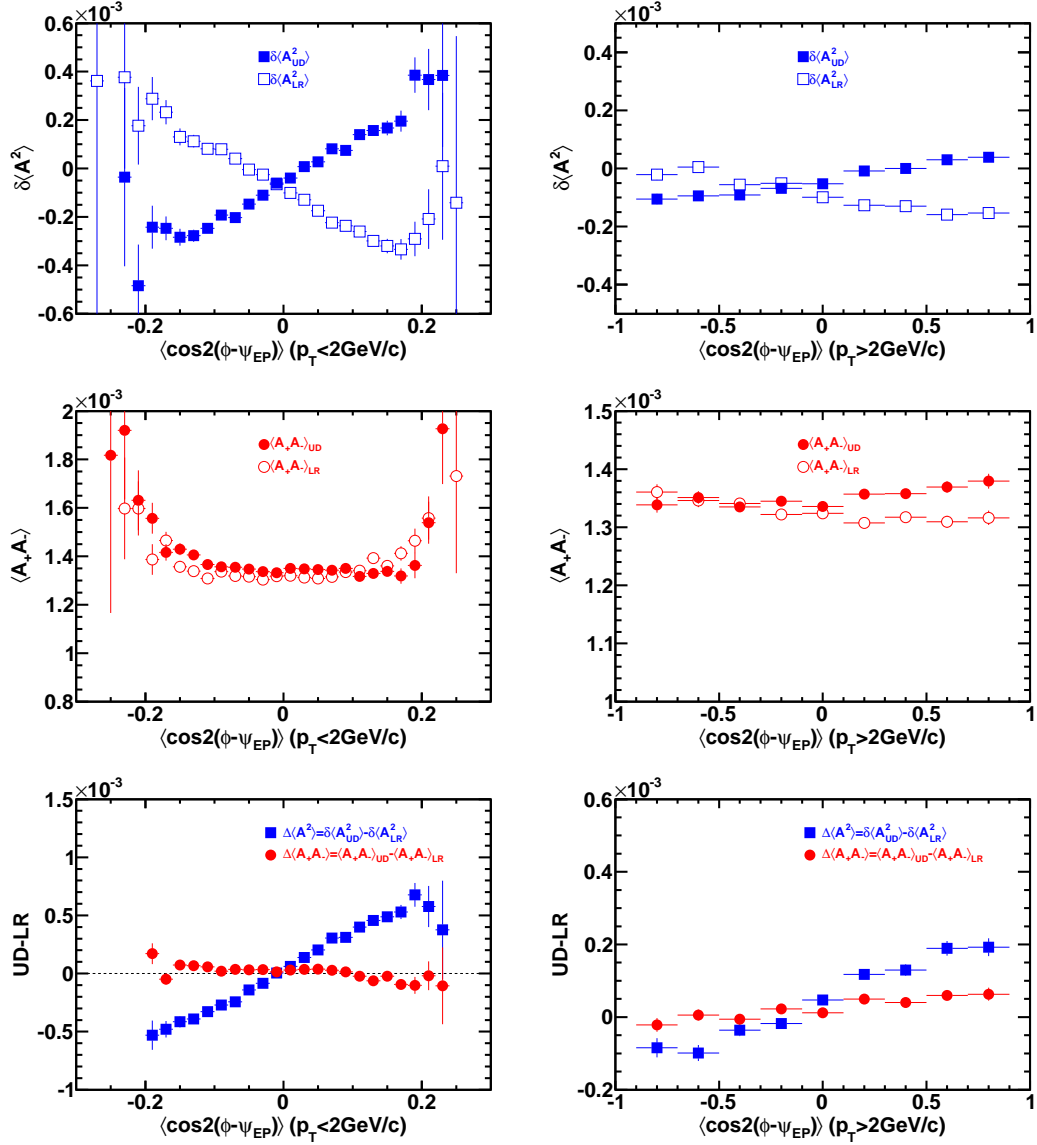 ×10⁻³
0.6
0.4
0.2
0
-0.2
-0.4
-0.6
δ⟨A²⟩
δ⟨A²_UD⟩
δ⟨A²_LR⟩
-0.2 0 0.2
⟨cos2(ϕ-ψ_EP)⟩ (p_T<2GeV/c)
×10⁻³
0.4
0.2
0
-0.2
-0.4
δ⟨A²⟩
δ⟨A²_UD⟩
δ⟨A²_LR⟩
-1 -0.5 0 0.5 1
⟨cos2(ϕ-ψ_EP)⟩ (p_T>2GeV/c)
×10⁻³
2
1.8
1.6
1.4
1.2
1
0.8
⟨A₊A₋⟩
⟨A₊A₋⟩_UD
⟨A₊A₋⟩_LR
-0.2 0 0.2
⟨cos2(ϕ-ψ_EP)⟩ (p_T<2GeV/c)
×10⁻³
1.5
1.4
1.3
1.2
1.1
1
⟨A₊A₋⟩
⟨A₊A₋⟩_UD
⟨A₊A₋⟩_LR
-1 -0.5 0 0.5 1
⟨cos2(ϕ-ψ_EP)⟩ (p_T>2GeV/c)
×10⁻³
1.5
1
0.5
0
-0.5
-1
UD-LR
Δ⟨A²⟩=δ⟨A²_UD⟩-δ⟨A²_LR⟩
Δ⟨A₊A₋⟩=⟨A₊A₋⟩_UD-⟨A₊A₋⟩_LR
-0.2 0 0.2
⟨cos2(ϕ-ψ_EP)⟩ (p_T<2GeV/c)
×10⁻³
0.6
0.4
0.2
0
-0.2
UD-LR
Δ⟨A²⟩=δ⟨A²_UD⟩-δ⟨A²_LR⟩
Δ⟨A₊A₋⟩=⟨A₊A₋⟩_UD-⟨A₊A₋⟩_LR
-1 -0.5 0 0.5 1
⟨cos2(ϕ-ψ_EP)⟩ (p_T>2GeV/c)